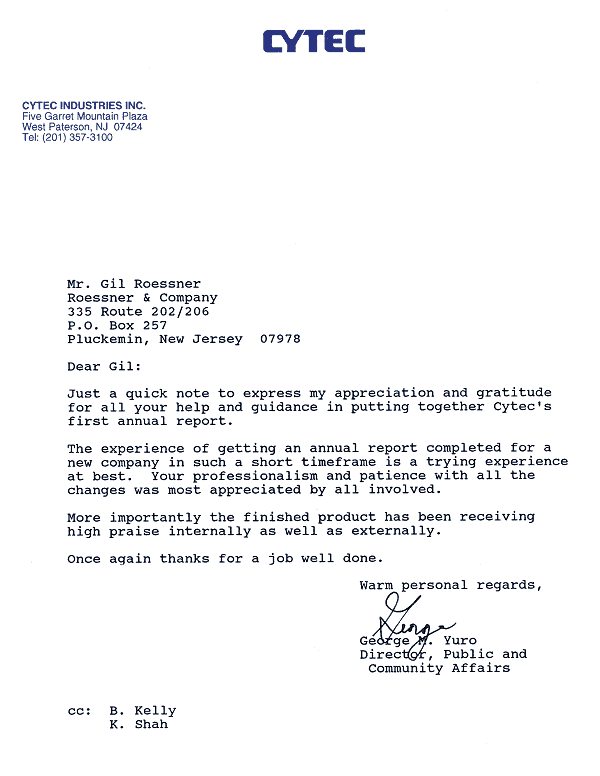 CYTEC
CYTEC INDUSTRIES INC.
Five Garret Mountain Plaza
West Paterson, NJ 07424
Tel: (201) 357-3100
Mr. Gil Roessner
Roessner & Company
335 Route 202/206
P.O. Box 257
Pluckemin, New Jersey 07978
Dear Gil:
Just a quick note to express my appreciation and gratitude
for all your help and guidance in putting together Cytec's
first annual report.
The experience of getting an annual report completed for a
new company in such a short timeframe is a trying experience
at best. Your professionalism and patience with all the
changes was most appreciated by all involved.
More importantly the finished product has been receiving
high praise internally as well as externally.
Once again thanks for a job well done.
Warm personal regards,
George
George M. Yuro
Director, Public and
Community Affairs
cc: B. Kelly
K. Shah